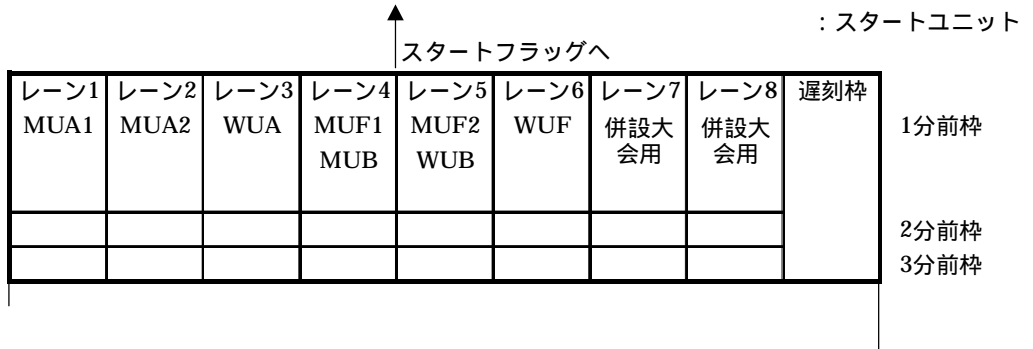 ：スタートユニット
スタートフラッグへ
レーン1 レーン2 レーン3 レーン4 レーン5 レーン6 レーン7 レーン8 遅刻枠
MUA1 MUA2 WUA MUF1 MUF2 WUF 併設大 併設大 1分前枠
MUB WUB 会用 会用
2分前枠
3分前枠